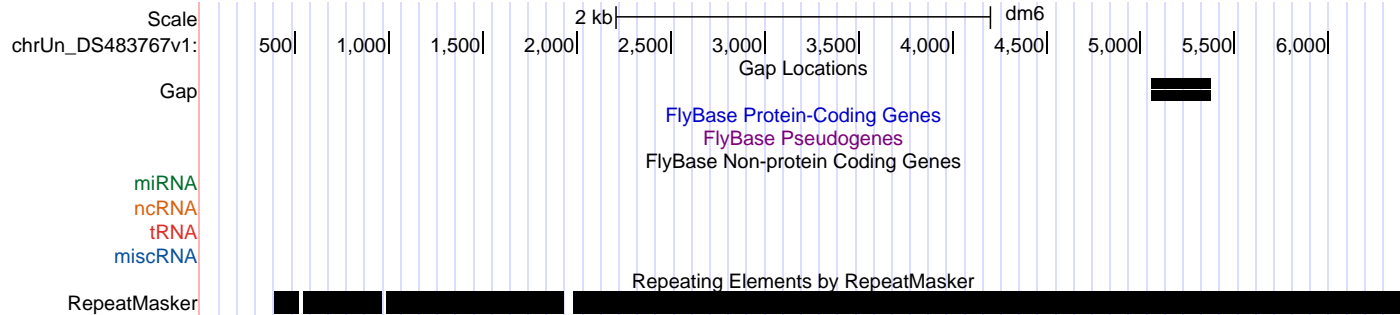 Scale 2 kb dm6
chrUn_DS483767v1: 500 1,000 1,500 2,000 2,500 3,000 3,500 4,000 4,500 5,000 5,500 6,000
Gap Locations
Gap
FlyBase Protein-Coding Genes
FlyBase Pseudogenes
FlyBase Non-protein Coding Genes
miRNA
ncRNA
tRNA
miscRNA
Repeating Elements by RepeatMasker
RepeatMasker